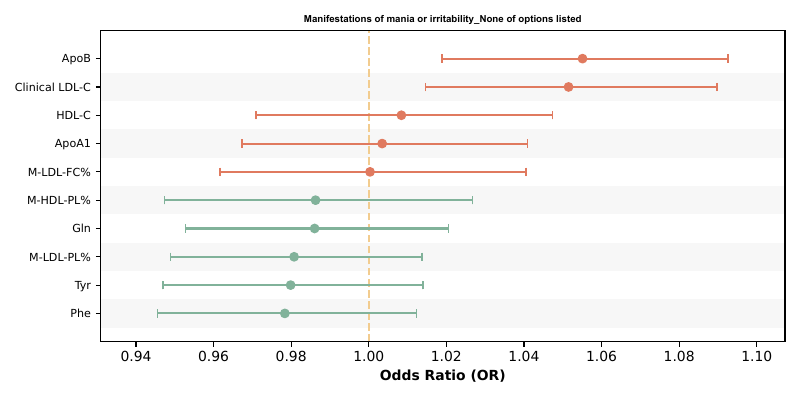 Manifestations of mania or irritability_None of options listed
ApoB
Clinical LDL-C
HDL-C
ApoA1
M-LDL-FC%
M-HDL-PL%
Gln
M-LDL-PL%
Tyr
Phe
0.94 0.96 0.98 1.00 1.02 1.04 1.06 1.08 1.10
Odds Ratio (OR)